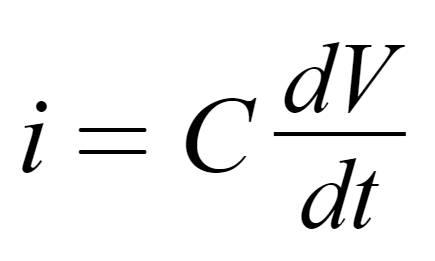 i = C dV/dt